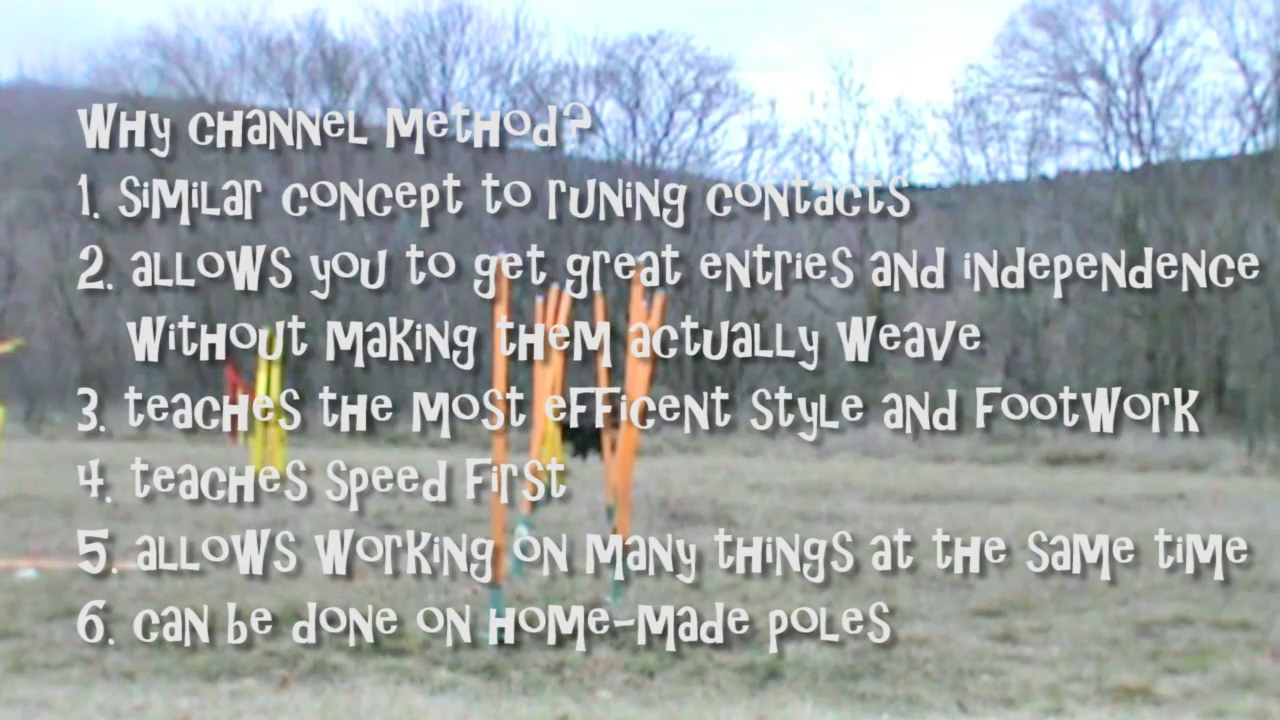 Why channel method?
1. similar concept to runing contacts
2. allows you to get great entries and independence
without making them actually weave
3. teaches the most efficent style and footwork
4. teaches speed first
5. allows working on many things at the same time
6. can be done on home-made poles